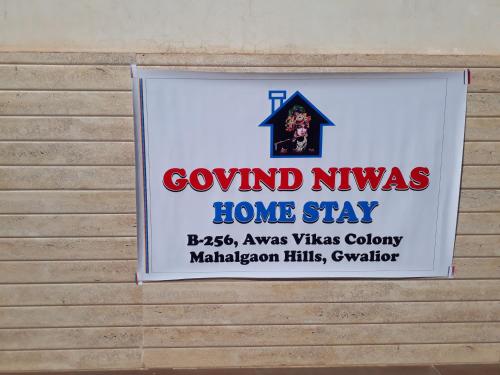 GOVIND NIWAS
HOME STAY
B-256, Awas Vikas Colony
Mahalgaon Hills, Gwalior